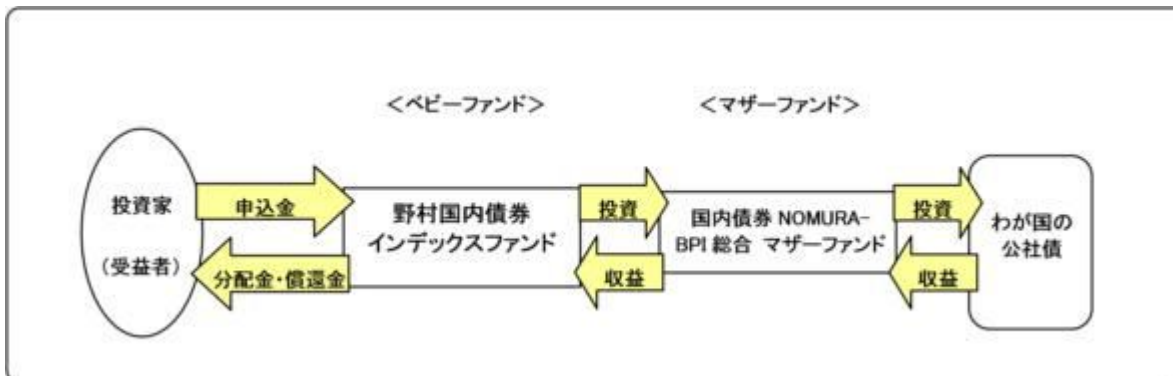 ＜ベビーファンド＞
＜マザーファンド＞
投資家
（受益者）
申込金
分配金・償還金
野村国内債券
インデックスファンド
投資
収益
国内債券 NOMURA-
BPI 総合 マザーファンド
投資
収益
わが国の
公社債